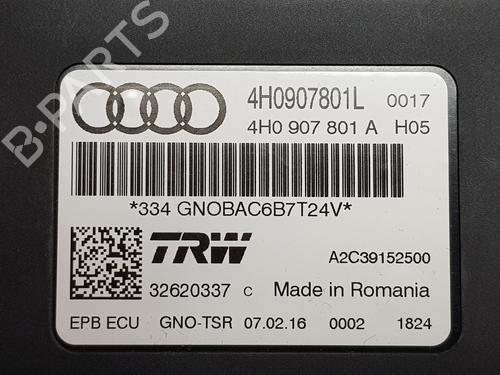 B-PARTS
4H0907801L 0017
4H0 907 801 A H05
*334 GNOBAC6B7T24V*
TRW
A2C39152500
32620337 C Made in Romania
EPB ECU GNO-TSR 07.02.16 0002 1824